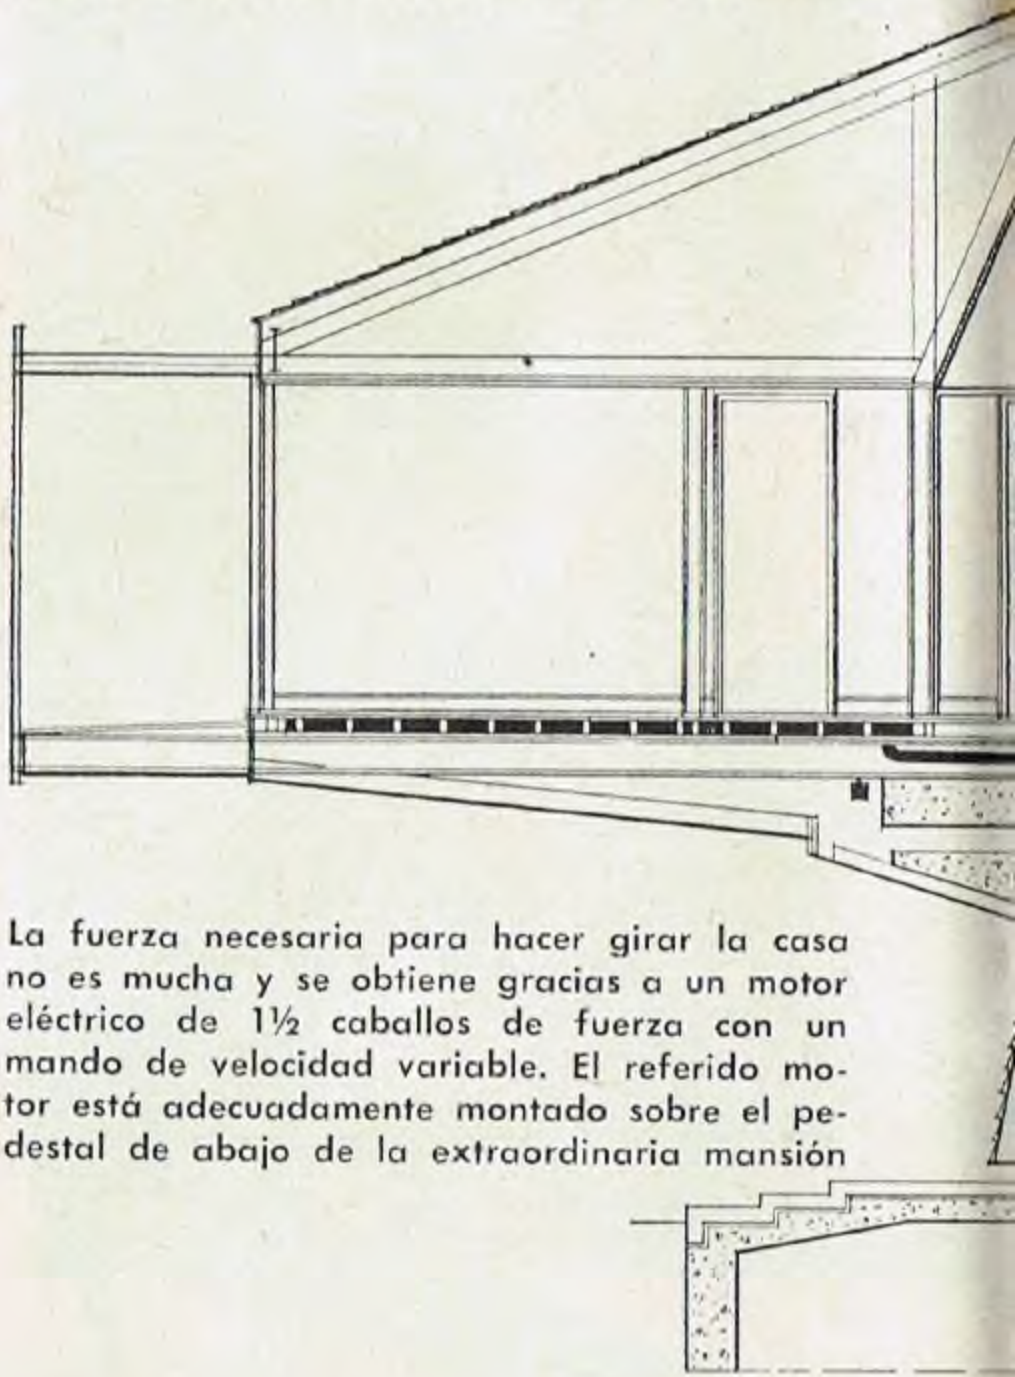 La fuerza necesaria para hacer girar la casa
no es mucha y se obtiene gracias a un motor
eléctrico de 1½ caballos de fuerza con un
mando de velocidad variable. El referido mo-
tor está adecuadamente montado sobre el pe-
destal de abajo de la extraordinaria mansión